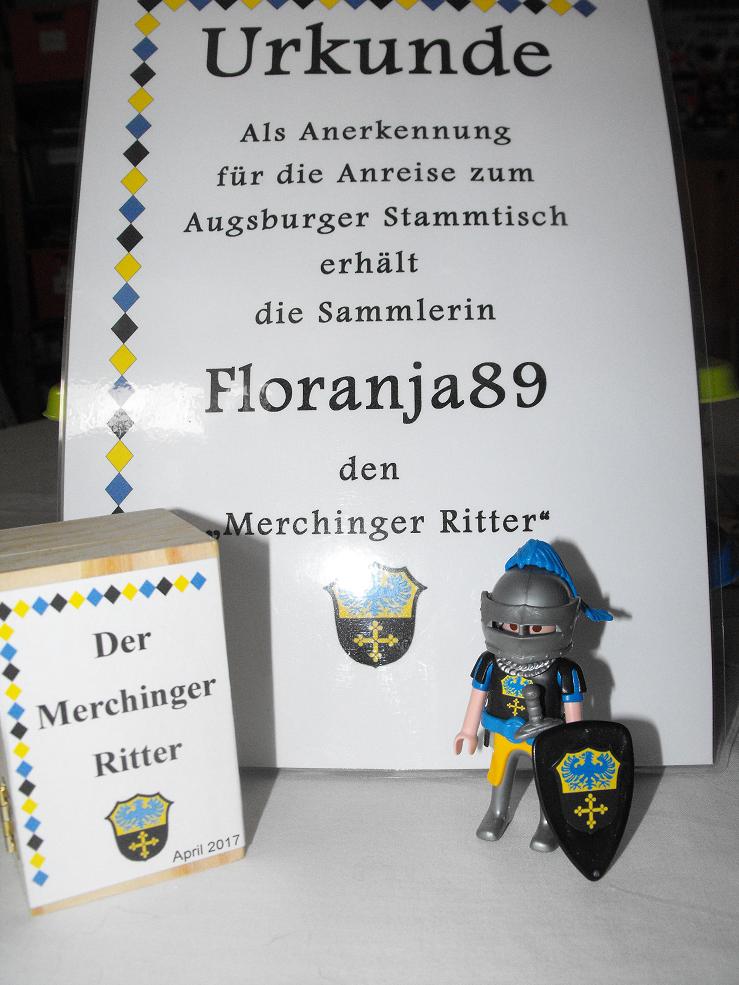 Urkunde
Als Anerkennung
für die Anreise zum
Augsburger Stammtisch
erhält
die Sammlerin
Floranja89
den
„Merchinger Ritter“
Der
Merchinger
Ritter
April 2017